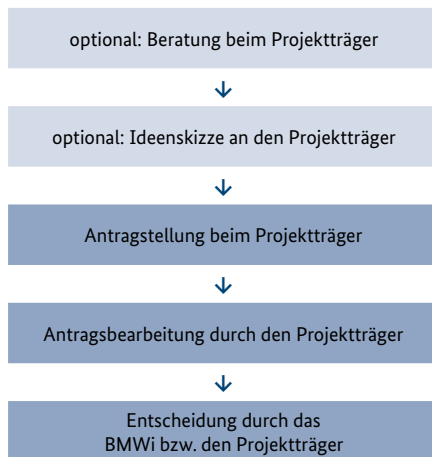 optional: Beratung beim Projektträger
optional: Ideenskizze an den Projektträger
Antragstellung beim Projektträger
Antragsbearbeitung durch den Projektträger
Entscheidung durch das
BMWi bzw. den Projektträger